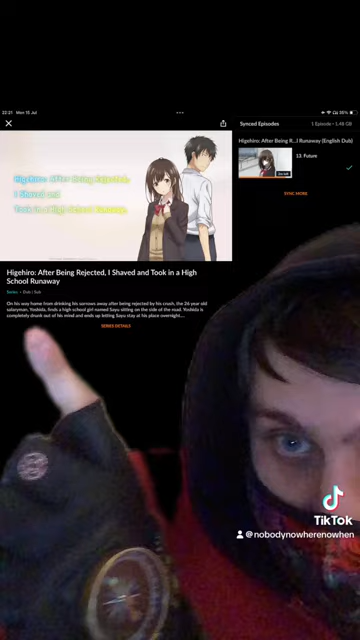 22:21 Mon 15 Jul
35%
Synced Episodes
1 Episode • 1.48 GB
Higehiro: After Being Rejected,
I Shaved and
Took in a High School Runaway.
Higehiro: After Being R...l Runaway (English Dub)
13. Future
SYNC MORE
Higehiro: After Being Rejected, I Shaved and Took in a High
School Runaway
Series • Dub | Sub
On his way home from drinking his sorrows away after being rejected by his crush, the 26 year old
salaryman, Yoshida, finds a high school girl named Sayu sitting on the side of the road. Yoshida is
completely drunk out of his mind and ends up letting Sayu stay at his place overnight....
SERIES DETAILS
TikTok
@nobodynowherenowhen